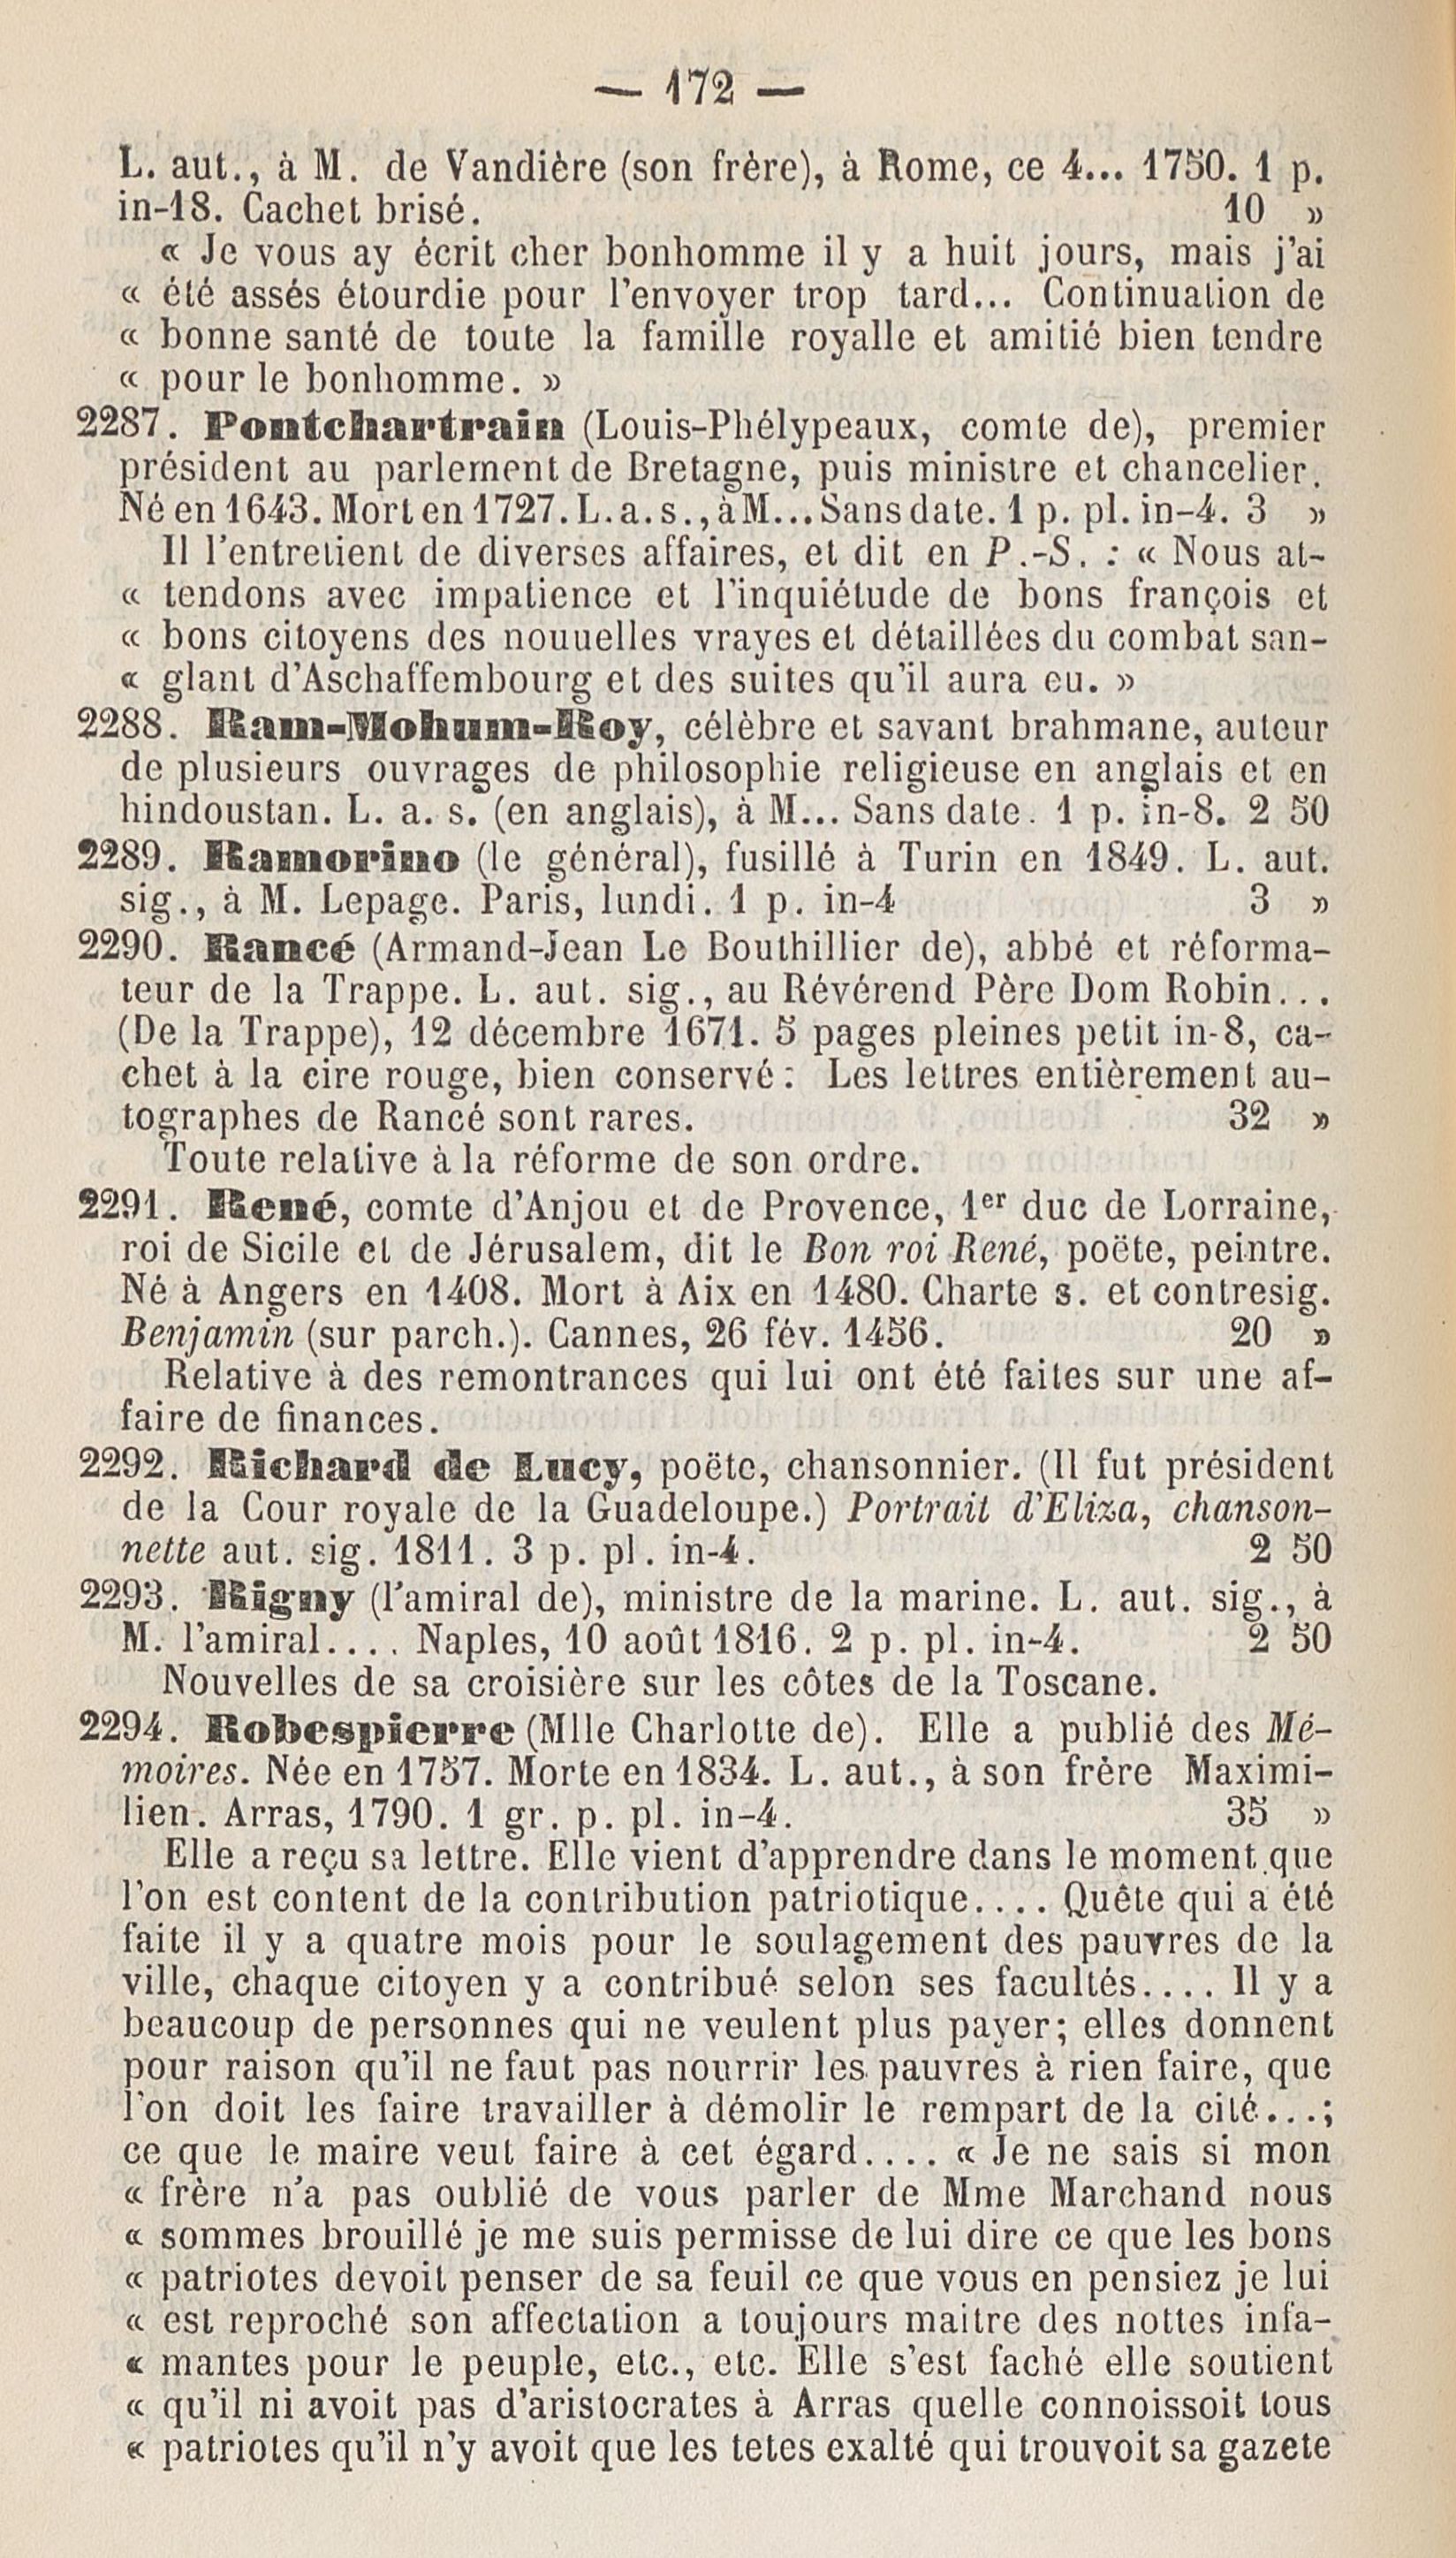 — 172 —
L. aut., à M. de Vandière (son frère), à Rome, ce 4... 1750. 1 p.
in-18. Cachet brisé. 10 »
« Je vous ay écrit cher bonhomme il y a huit jours, mais j'ai
« été assés étourdie pour l'envoyer trop tard... Continuation de
« bonne santé de toute la famille royalle et amitié bien tendre
« pour le bonhomme. »
2287. Pontchartrain (Louis-Phélypeaux, comte de), premier
président au parlement de Bretagne, puis ministre et chancelier.
Né en 1643. Mort en 1727. L. a. s., à M... Sans date. 1 p. pl. in-4. 3 »
Il l'entretient de diverses affaires, et dit en P.-S. : « Nous at-
« tendons avec impatience et l'inquiétude de bons françois et
« bons citoyens des nouuelles vrayes et détaillées du combat san-
« glant d'Aschaffembourg et des suites qu'il aura eu. »
2288. Ram-Mohum-Roy, célèbre et savant brahmane, auteur
de plusieurs ouvrages de philosophie religieuse en anglais et en
hindoustan. L. a. s. (en anglais), à M... Sans date. 1 p. in-8. 2 50
2289. Ramorino (le général), fusillé à Turin en 1849. L. aut.
sig., à M. Lepage. Paris, lundi. 1 p. in-4 3 »
2290. Rancé (Armand-Jean Le Bouthillier de), abbé et réforma-
teur de la Trappe. L. aut. sig., au Révérend Père Dom Robin...
(De la Trappe), 12 décembre 1671. 5 pages pleines petit in-8, ca-
chet à la cire rouge, bien conservé: Les lettres entièrement au-
tographes de Rancé sont rares. 32 »
Toute relative à la réforme de son ordre.
2291. René, comte d'Anjou et de Provence, 1er duc de Lorraine,
roi de Sicile et de Jérusalem, dit le Bon roi René, poëte, peintre.
Né à Angers en 1408. Mort à Aix en 1480. Charte s. et contresig.
Benjamin (sur parch.). Cannes, 26 fév. 1456. 20 »
Relative à des remontrances qui lui ont été faites sur une af-
faire de finances.
2292. Richard de Lucy, poëte, chansonnier. (Il fut président
de la Cour royale de la Guadeloupe.) Portrait d'Eliza, chanson-
nette aut. sig. 1811. 3 p. pl. in-4. 2 50
2293. Rigny (l'amiral de), ministre de la marine. L. aut. sig., à
M. l'amiral.... Naples, 10 août 1816. 2 p. pl. in-4. 2 50
Nouvelles de sa croisière sur les côtes de la Toscane.
2294. Robespierre (Mlle Charlotte de). Elle a publié des Mé-
moires. Née en 1757. Morte en 1834. L. aut., à son frère Maximi-
lien. Arras, 1790. 1 gr. p. pl. in-4. 35 »
Elle a reçu sa lettre. Elle vient d'apprendre dans le moment que
l'on est content de la contribution patriotique.... Quête qui a été
faite il y a quatre mois pour le soulagement des pauvres de la
ville, chaque citoyen y a contribué selon ses facultés.... Il y a
beaucoup de personnes qui ne veulent plus payer; elles donnent
pour raison qu'il ne faut pas nourrir les pauvres à rien faire, que
l'on doit les faire travailler à démolir le rempart de la cité...;
ce que le maire veut faire à cet égard.... « Je ne sais si mon
« frère n'a pas oublié de vous parler de Mme Marchand nous
« sommes brouillé je me suis permisse de lui dire ce que les bons
« patriotes devoit penser de sa feuil ce que vous en pensiez je lui
« est reproché son affectation a toujours maitre des nottes infa-
« mantes pour le peuple, etc., etc. Elle s'est faché elle soutient
« qu'il ni avoit pas d'aristocrates à Arras quelle connoissoit tous
« patriotes qu'il n'y avoit que les tetes exalté qui trouvoit sa gazete